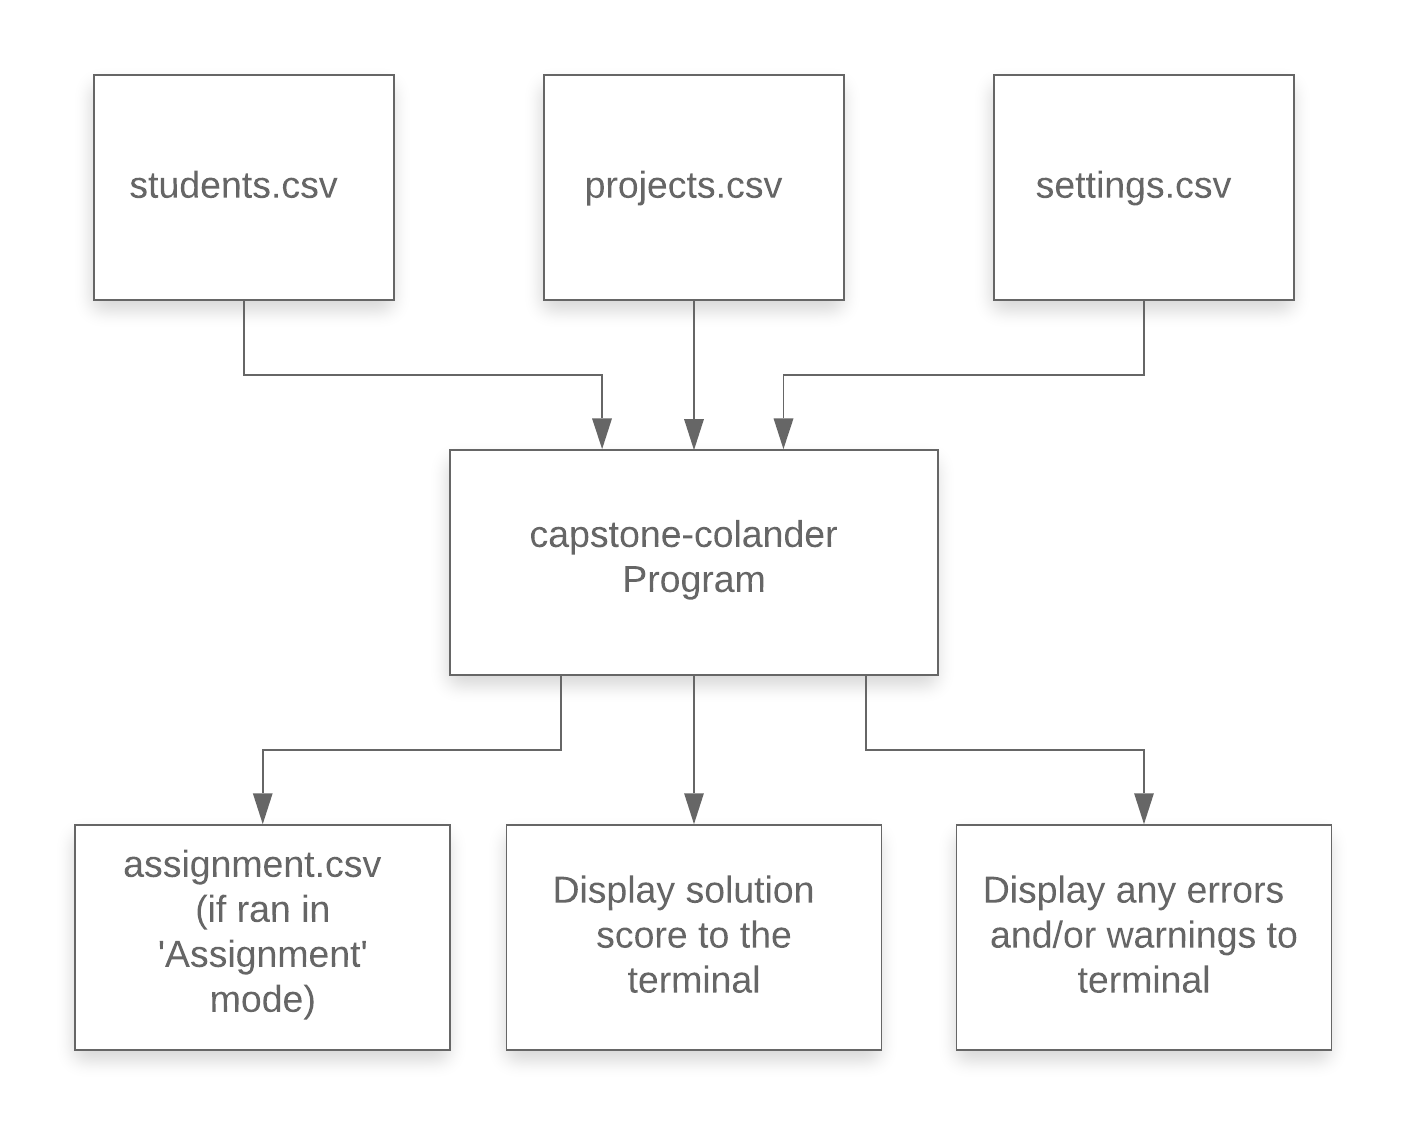 students.csv
projects.csv
settings.csv
capstone-colander
Program
assignment.csv
(if ran in
'Assignment'
mode)
Display solution
score to the
terminal
Display any errors
and/or warnings to
terminal